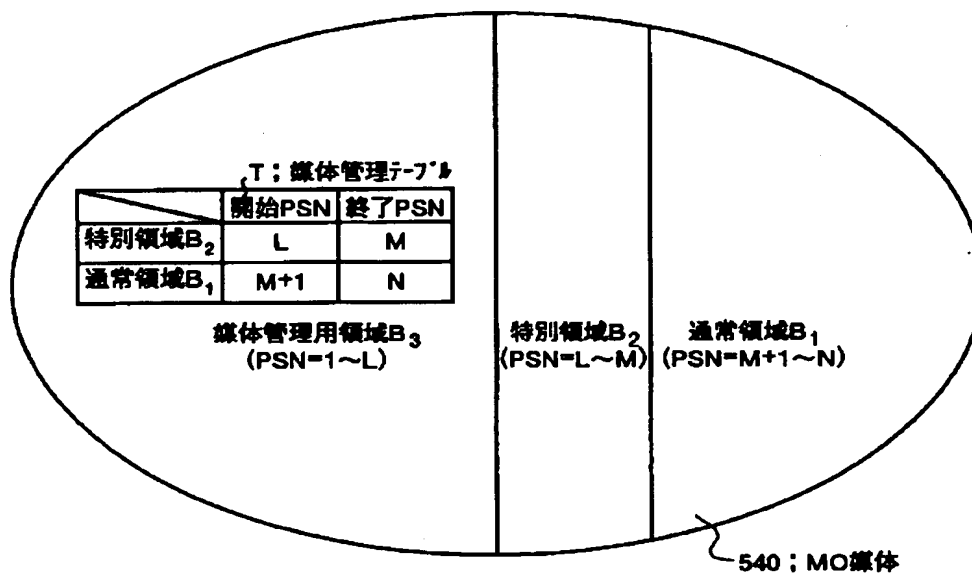 T；媒体管理テーブル
開始PSN 終了PSN
特別領域B₂ L M
通常領域B₁ M+1 N
媒体管理用領域B₃
(PSN=1～L)
特別領域B₂
(PSN=L～M)
通常領域B₁
(PSN=M+1～N)
540；MO媒体